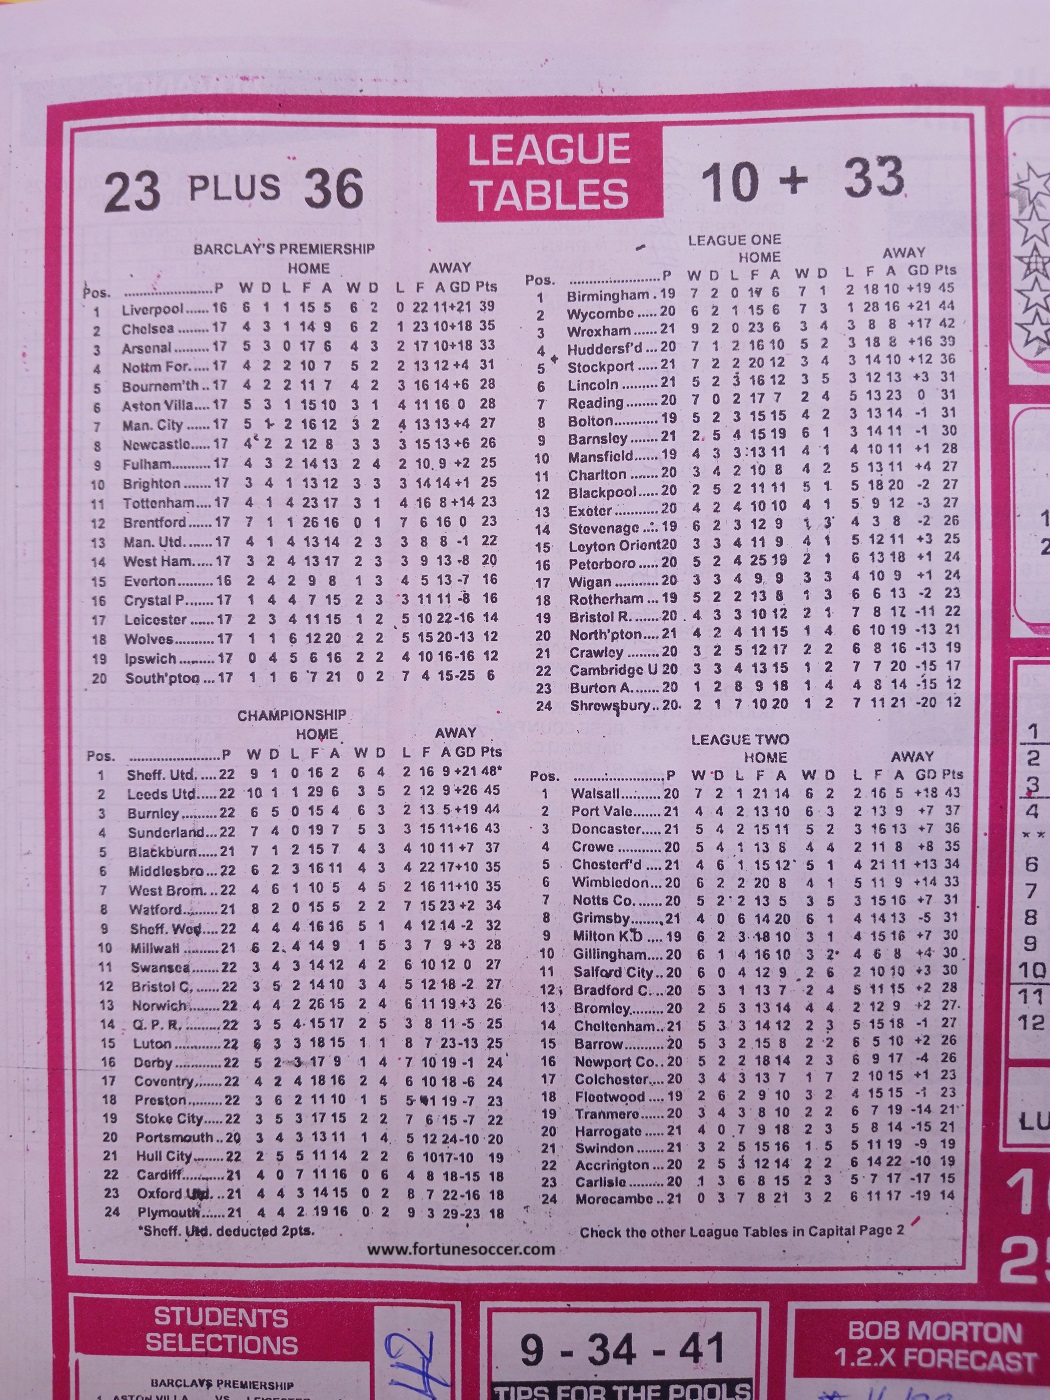 LEAGUE
TABLES
23 PLUS 36
10 + 33
BARCLAY'S PREMIERSHIP
HOME AWAY
Pos. ........................P W D L F A W D L F A GD Pts
1 Liverpool ......16 6 1 1 15 5 6 2 0 22 11 +21 39
2 Chelsea .......17 4 3 1 14 9 6 2 1 23 10 +18 35
3 Arsenal .........17 5 3 0 17 6 4 3 2 17 10 +18 33
4 Nottm For.....17 4 2 2 10 7 5 2 2 13 12 +4 31
5 Bournem'th ..17 4 2 2 11 7 4 2 3 16 14 +6 28
6 Aston Villa....17 5 3 1 15 10 3 1 4 11 16 0 28
7 Man. City ......17 5 1 2 16 12 3 2 4 13 13 +4 27
8 Newcastle.....17 4 2 2 12 8 3 3 3 15 13 +6 26
9 Fulham..........17 4 3 2 14 13 2 4 2 10 9 +2 25
10 Brighton .......17 3 4 1 13 12 3 3 3 14 14 +1 25
11 Tottenham....17 4 1 4 23 17 3 1 4 16 8 +14 23
12 Brentford ......17 7 1 1 26 16 0 1 7 6 16 0 23
13 Man. Utd.......17 4 1 4 13 14 2 3 3 8 8 -1 22
14 West Ham.....17 3 2 4 13 17 2 3 3 9 13 -8 20
15 Everton.........16 2 4 2 9 8 1 3 4 5 13 -7 16
16 Crystal P.......17 1 4 4 7 15 2 3 3 11 11 -8 16
17 Leicester ......17 2 3 4 11 15 1 2 5 10 22 -16 14
18 Wolves..........17 1 1 6 12 20 2 2 5 15 20 -13 12
19 Ipswich .........17 0 4 5 6 16 2 2 4 10 16 -16 12
20 South'pton ...17 1 1 6 7 21 0 2 7 4 15 -25 6
CHAMPIONSHIP
HOME AWAY
Pos. ........................P W D L F A W D L F A GD Pts
1 Sheff. Utd. ....22 9 1 0 16 2 6 4 2 16 9 +21 48*
2 Leeds Utd.....22 10 1 1 29 6 3 5 2 12 9 +26 45
3 Burnley .........22 6 5 0 15 4 6 3 2 13 5 +19 44
4 Sunderland...22 7 4 0 19 7 5 3 3 15 11 +16 43
5 Blackburn.....21 7 1 2 15 7 4 3 4 10 11 +7 37
6 Middlesbro ...22 6 2 3 16 11 4 3 4 22 17 +10 35
7 West Brom. ..22 4 6 1 10 5 4 5 2 16 11 +10 35
8 Watford.........21 8 2 0 15 5 2 2 7 15 23 +2 34
9 Sheff. Wed....22 4 4 4 16 16 5 1 4 12 14 -2 32
10 Millwall .........21 6 2 4 14 9 1 5 3 7 9 +3 28
11 Swansea.......22 3 4 3 14 12 4 2 6 10 12 0 27
12 Bristol C. ......22 3 5 2 14 10 3 4 5 12 18 -2 27
13 Norwich........22 4 4 2 26 15 2 4 6 11 19 +3 26
14 Q. P. R. .........22 3 5 4 15 17 2 5 3 8 11 -5 25
15 Luton ............22 6 3 3 18 15 1 1 8 7 23 -13 25
16 Derby ............22 5 2 3 17 9 1 4 7 10 19 -1 24
17 Coventry.......22 4 2 4 18 16 2 4 6 10 18 -6 24
18 Preston.........22 3 6 2 11 10 1 5 5 11 19 -7 23
19 Stoke City.....22 3 5 3 17 15 2 2 7 6 15 -7 22
20 Portsmouth ..20 3 4 3 13 11 1 4 5 12 24 -10 20
21 Hull City........22 2 5 5 11 14 2 2 6 10 17 -10 19
22 Cardiff...........21 4 0 7 11 16 0 6 4 8 18 -15 18
23 Oxford Utd. ..21 4 4 3 14 15 0 2 8 7 22 -16 18
24 Plymouth......21 4 4 2 19 16 0 2 9 3 29 -23 18
*Sheff. Utd. deducted 2pts.
LEAGUE ONE
HOME AWAY
Pos. ........................P W D L F A W D L F A GD Pts
1 Birmingham .19 7 2 0 17 6 7 1 2 18 10 +19 45
2 Wycombe .....20 6 2 1 15 6 7 3 1 28 16 +21 44
3 Wrexham .....21 9 2 0 23 6 3 4 3 8 8 +17 42
4 Huddersf'd ...20 7 1 2 16 10 5 2 3 18 8 +16 39
5 Stockport .....21 7 2 2 20 12 3 4 3 14 10 +12 36
6 Lincoln .........21 5 2 3 16 12 3 5 3 12 13 +3 31
7 Reading ........20 7 0 2 17 7 2 4 5 13 23 0 31
8 Bolton...........19 5 2 3 15 15 4 2 3 13 14 -1 31
9 Barnsley .......21 2 5 4 15 19 6 1 3 14 11 -1 30
10 Mansfield......19 4 3 3 13 11 4 1 4 10 11 +1 28
11 Charlton .......20 3 4 2 10 8 4 2 5 13 11 +4 27
12 Blackpool .....20 2 5 2 11 11 5 1 5 18 20 -2 27
13 Exeter ...........20 4 2 4 10 10 4 1 5 9 12 -3 27
14 Stevenage ....19 6 2 3 12 9 1 3 4 3 8 -2 26
15 Leyton Orient20 3 3 4 11 9 4 1 5 12 11 +3 25
16 Peterboro .....20 5 2 4 25 19 2 1 6 13 18 +1 24
17 Wigan ...........20 3 3 4 9 9 3 3 4 10 9 +1 24
18 Rotherham ...19 5 2 2 13 8 1 3 6 6 13 -2 23
19 Bristol R. ......20 4 3 3 10 12 2 1 7 8 17 -11 22
20 North'pton ....21 4 2 4 11 15 1 4 6 10 19 -13 21
21 Crawley ........20 3 2 5 12 17 2 2 6 8 16 -13 19
22 Cambridge U 20 3 3 4 13 15 1 2 7 7 20 -15 17
23 Burton A.......20 1 2 8 9 18 1 4 4 8 14 -15 12
24 Shrewsbury..20 2 1 7 10 20 1 2 7 11 21 -20 12
LEAGUE TWO
HOME AWAY
Pos. ........................P W D L F A W D L F A GD Pts
1 Walsall..........20 7 2 1 21 14 6 2 2 16 5 +18 43
2 Port Vale.......21 4 4 2 13 10 6 3 2 13 9 +7 37
3 Doncaster.....21 5 4 2 15 11 5 2 3 16 13 +7 36
4 Crewe ...........20 5 4 1 13 8 4 4 2 11 8 +8 35
5 Chesterf'd ....21 4 6 1 15 12 5 1 4 21 11 +13 34
6 Wimbledon...20 6 2 2 20 8 4 1 5 11 9 +14 33
7 Notts Co.......20 5 2 2 13 5 3 5 3 15 16 +7 31
8 Grimsby........21 4 0 6 14 20 6 1 4 14 13 -5 31
9 Milton K.D ....19 6 2 3 18 10 3 1 4 15 16 +7 30
10 Gillingham....20 6 1 4 16 10 3 2 4 6 8 +4 30
11 Salford City..20 6 0 4 12 9 2 6 2 10 10 +3 30
12 Bradford C. ..20 5 3 1 13 7 2 4 5 11 15 +2 28
13 Bromley........20 2 5 3 13 14 4 4 2 12 9 +2 27
14 Cheltenham..21 5 3 3 14 12 2 3 5 15 18 -1 27
15 Barrow..........20 5 3 2 15 8 2 2 6 5 10 +2 26
16 Newport Co..20 5 2 2 18 14 2 3 6 9 17 -4 26
17 Colchester....20 3 4 3 13 7 1 7 2 10 15 +1 23
18 Fleetwood ....19 2 6 2 9 10 3 2 4 15 15 -1 23
19 Tranmere......20 3 4 3 8 10 2 2 6 7 19 -14 21
20 Harrogate .....21 4 0 7 9 18 2 3 5 8 14 -15 21
21 Swindon .......21 3 2 5 15 16 1 5 5 11 19 -9 19
22 Accrington ...20 2 5 3 12 14 2 2 6 14 22 -10 19
23 Carlisle .........20 1 3 6 8 15 2 3 5 7 17 -17 15
24 Morecambe..21 0 3 7 8 21 3 2 6 11 17 -19 14
Check the other League Tables in Capital Page 2
www.fortunesoccer.com
STUDENTS
SELECTIONS
BARCLAYS PREMIERSHIP
1 ASTON VILLA VS LEICESTER
42
9 - 34 - 41
TIPS FOR THE POOLS
BOB MORTON
1.2.X FORECAST
1
2
3
4
**
6
7
8
9
10
11
12
LU